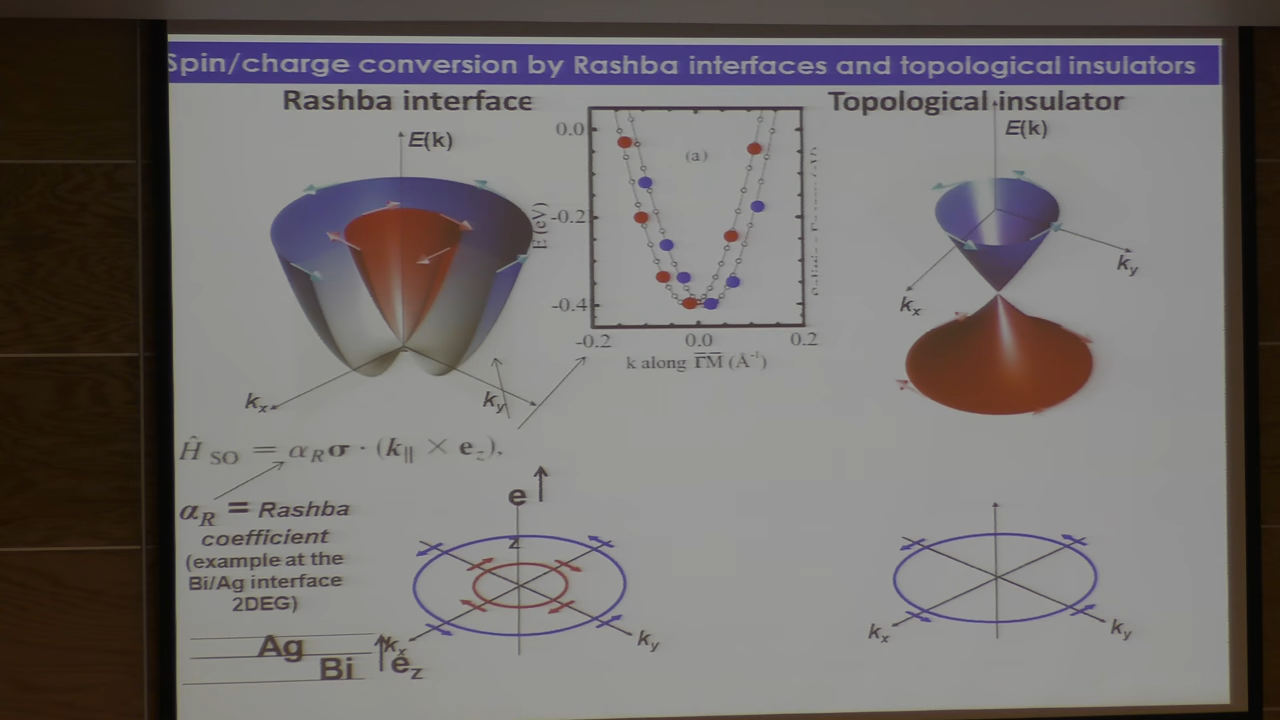 Spin/charge conversion by Rashba interfaces and topological insulators
Rashba interface
Topological insulator
E(k)
E(k)
(a)
0.0
-0.2
-0.4
E (eV)
-0.2 0.0 0.2
k along Γ̅M̅ (Å⁻¹)
kx
ky
kx
ky
Ĥ SO = αR σ · (k∥ × ez).
αR = Rashba
coefficient
(example at the
Bi/Ag interface
2DEG)
Ag
Bi
ez
e
z
kx
ky
kx
ky